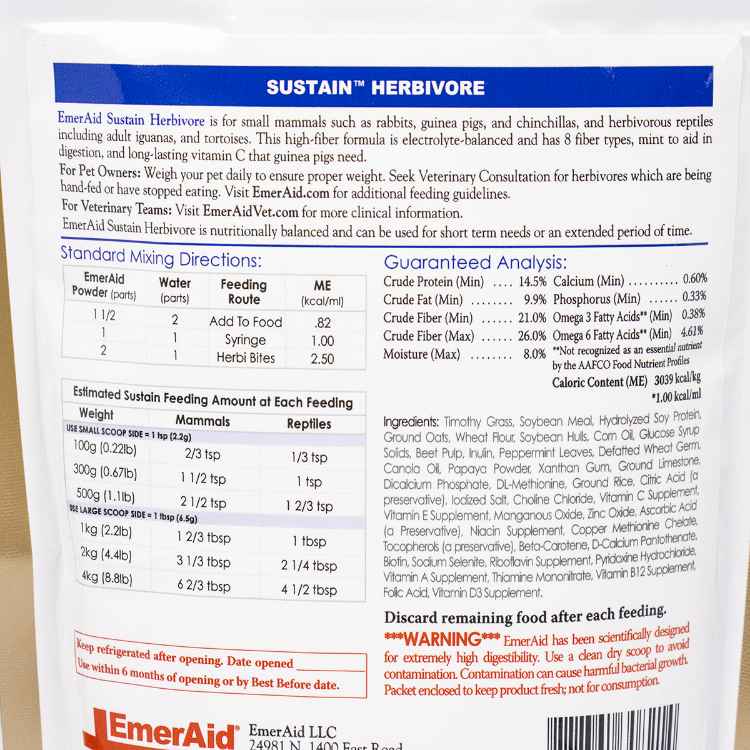 SUSTAIN™ HERBIVORE
EmerAid Sustain Herbivore is for small mammals such as rabbits, guinea pigs, and chinchillas, and herbivorous reptiles
including adult iguanas, and tortoises. This high-fiber formula is electrolyte-balanced and has 8 fiber types, mint to aid in
digestion, and long-lasting vitamin C that guinea pigs need.
For Pet Owners: Weigh your pet daily to ensure proper weight. Seek Veterinary Consultation for herbivores which are being
hand-fed or have stopped eating. Visit EmerAid.com for additional feeding guidelines.
For Veterinary Teams: Visit EmerAidVet.com for more clinical information.
EmerAid Sustain Herbivore is nutritionally balanced and can be used for short term needs or an extended period of time.
Standard Mixing Directions:
EmerAid Powder (parts) Water (parts) Feeding Route ME (kcal/ml)
1 1/2 2 Add To Food .82
1 1 Syringe 1.00
2 1 Herbi Bites 2.50
Estimated Sustain Feeding Amount at Each Feeding
Weight Mammals Reptiles
USE SMALL SCOOP SIDE = 1 tsp (2.2g)
100g (0.22lb) 2/3 tsp 1/3 tsp
300g (0.67lb) 1 1/2 tsp 1 tsp
500g (1.1lb) 2 1/2 tsp 1 2/3 tsp
USE LARGE SCOOP SIDE = 1 tbsp (6.5g)
1kg (2.2lb) 1 2/3 tbsp 1 tbsp
2kg (4.4lb) 3 1/3 tbsp 2 1/4 tbsp
4kg (8.8lb) 6 2/3 tbsp 4 1/2 tbsp
Keep refrigerated after opening. Date opened ________
Use within 6 months of opening or by Best Before date.
Guaranteed Analysis:
Crude Protein (Min) .... 14.5% Calcium (Min) .......... 0.60%
Crude Fat (Min) ........ 9.9% Phosphorus (Min) ...... 0.33%
Crude Fiber (Min) ...... 21.0% Omega 3 Fatty Acids** (Min) 0.38%
Crude Fiber (Max) ...... 26.0% Omega 6 Fatty Acids** (Min) 4.61%
Moisture (Max) ........ 8.0% **Not recognized as an essential nutrient
by the AAFCO Food Nutrient Profiles
Caloric Content (ME) 3039 kcal/kg
*1.00 kcal/ml
Ingredients: Timothy Grass, Soybean Meal, Hydrolyzed Soy Protein,
Ground Oats, Wheat Flour, Soybean Hulls, Corn Oil, Glucose Syrup
Solids, Beet Pulp, Inulin, Peppermint Leaves, Defatted Wheat Germ,
Canola Oil, Papaya Powder, Xanthan Gum, Ground Limestone,
Dicalcium Phosphate, DL-Methionine, Ground Rice, Citric Acid (a
preservative), Iodized Salt, Choline Chloride, Vitamin C Supplement,
Vitamin E Supplement, Manganous Oxide, Zinc Oxide, Ascorbic Acid
(a Preservative), Niacin Supplement, Copper Methionine Chelate,
Tocopherols (a preservative), Beta-Carotene, D-Calcium Pantothenate,
Biotin, Sodium Selenite, Riboflavin Supplement, Pyridoxine Hydrochloride,
Vitamin A Supplement, Thiamine Mononitrate, Vitamin B12 Supplement,
Folic Acid, Vitamin D3 Supplement.
Discard remaining food after each feeding.
***WARNING*** EmerAid has been scientifically designed
for extremely high digestibility. Use a clean dry scoop to avoid
contamination. Contamination can cause harmful bacterial growth.
Packet enclosed to keep product fresh; not for consumption.
EmerAid®
EmerAid LLC
24981 N. 1400 East Road